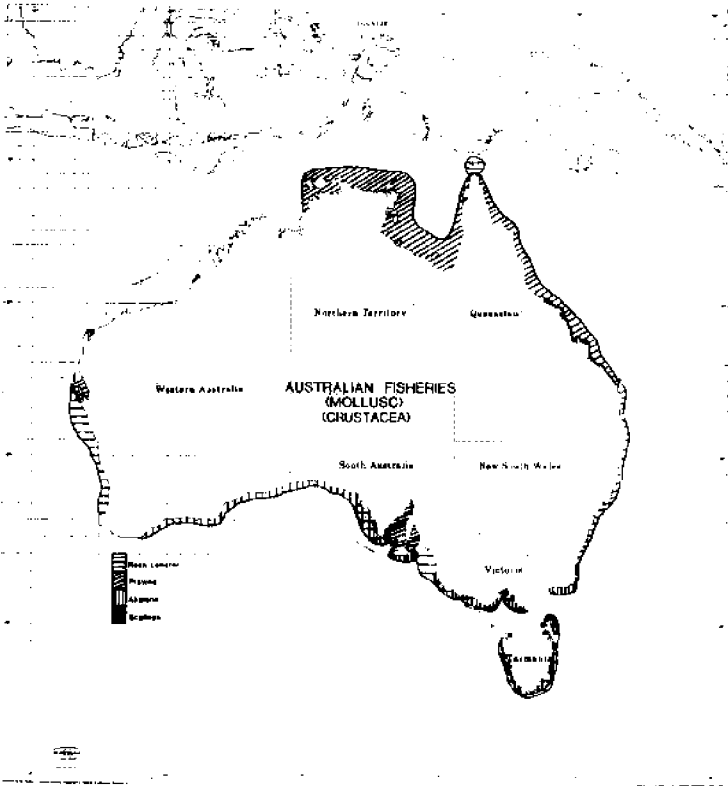 Northern Territory
Queensland
Western Australia
AUSTRALIAN FISHERIES
(MOLLUSC)
(CRUSTACEA)
South Australia
New South Wales
Rock Lobster
Prawns
Abalone
Scallops
Victoria
Tasmania